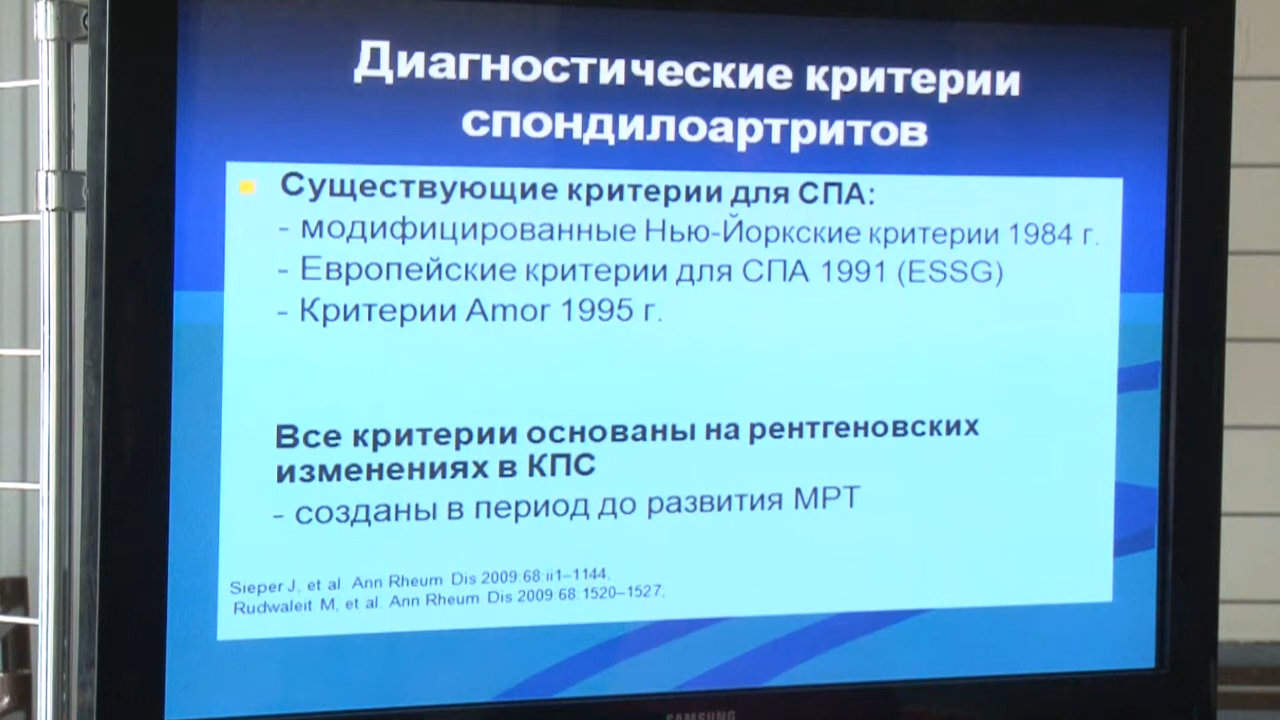 Диагностические критерии
спондилоартритов
Существующие критерии для СПА:
- модифицированные Нью-Йоркские критерии 1984 г.
- Европейские критерии для СПА 1991 (ESSG)
- Критерии Amor 1995 г.
Все критерии основаны на рентгеновских
изменениях в КПС
- созданы в период до развития МРТ
Sieper J, et al. Ann Rheum Dis 2009:68:ii1–1144,
Rudwaleit M, et al. Ann Rheum Dis 2009:68:1520–1527;
SAMSUNG